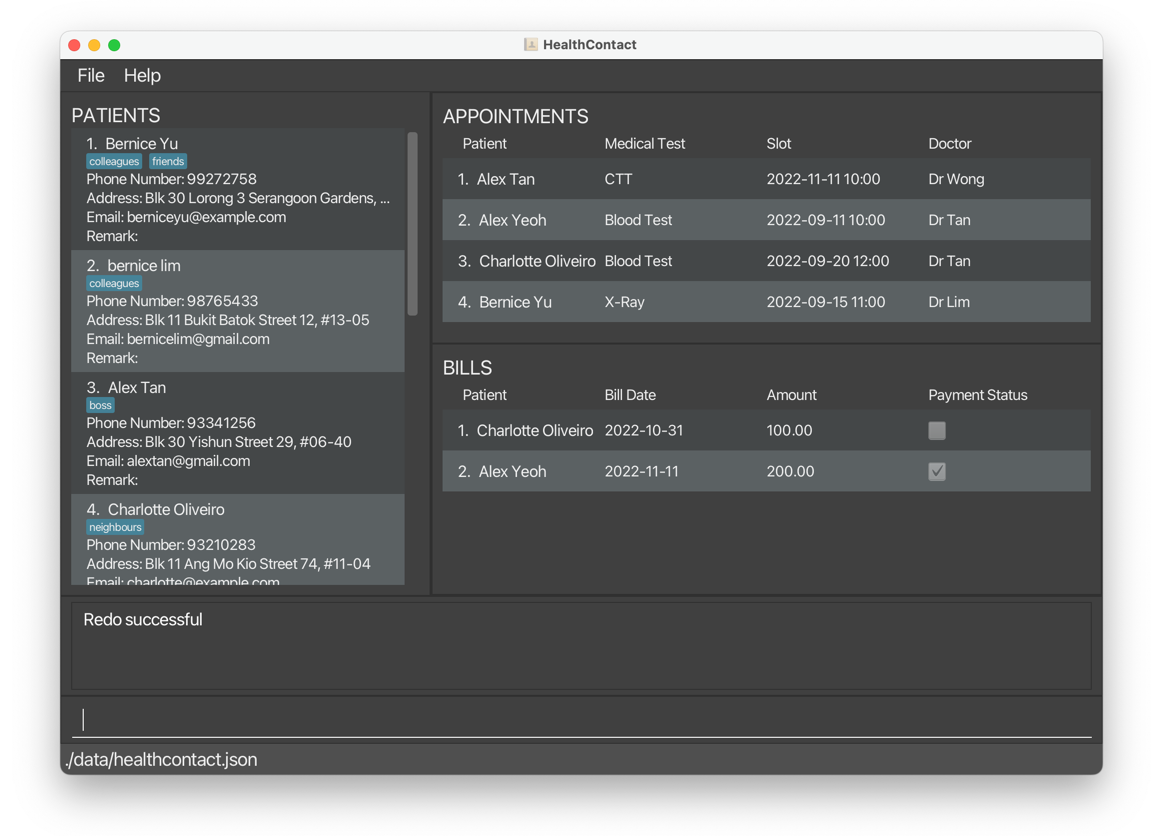 HealthContact
File Help
PATIENTS
1. Bernice Yu
colleagues friends
Phone Number: 99272758
Address: Blk 30 Lorong 3 Serangoon Gardens, ...
Email: berniceyu@example.com
Remark:
2. bernice lim
colleagues
Phone Number: 98765433
Address: Blk 11 Bukit Batok Street 12, #13-05
Email: bernicelim@gmail.com
Remark:
3. Alex Tan
boss
Phone Number: 93341256
Address: Blk 30 Yishun Street 29, #06-40
Email: alextan@gmail.com
Remark:
4. Charlotte Oliveiro
neighbours
Phone Number: 93210283
Address: Blk 11 Ang Mo Kio Street 74, #11-04
Email: charlotte@example.com
APPOINTMENTS
Patient Medical Test Slot Doctor
1. Alex Tan CTT 2022-11-11 10:00 Dr Wong
2. Alex Yeoh Blood Test 2022-09-11 10:00 Dr Tan
3. Charlotte Oliveiro Blood Test 2022-09-20 12:00 Dr Tan
4. Bernice Yu X-Ray 2022-09-15 11:00 Dr Lim
BILLS
Patient Bill Date Amount Payment Status
1. Charlotte Oliveiro 2022-10-31 100.00
2. Alex Yeoh 2022-11-11 200.00
Redo successful
./data/healthcontact.json